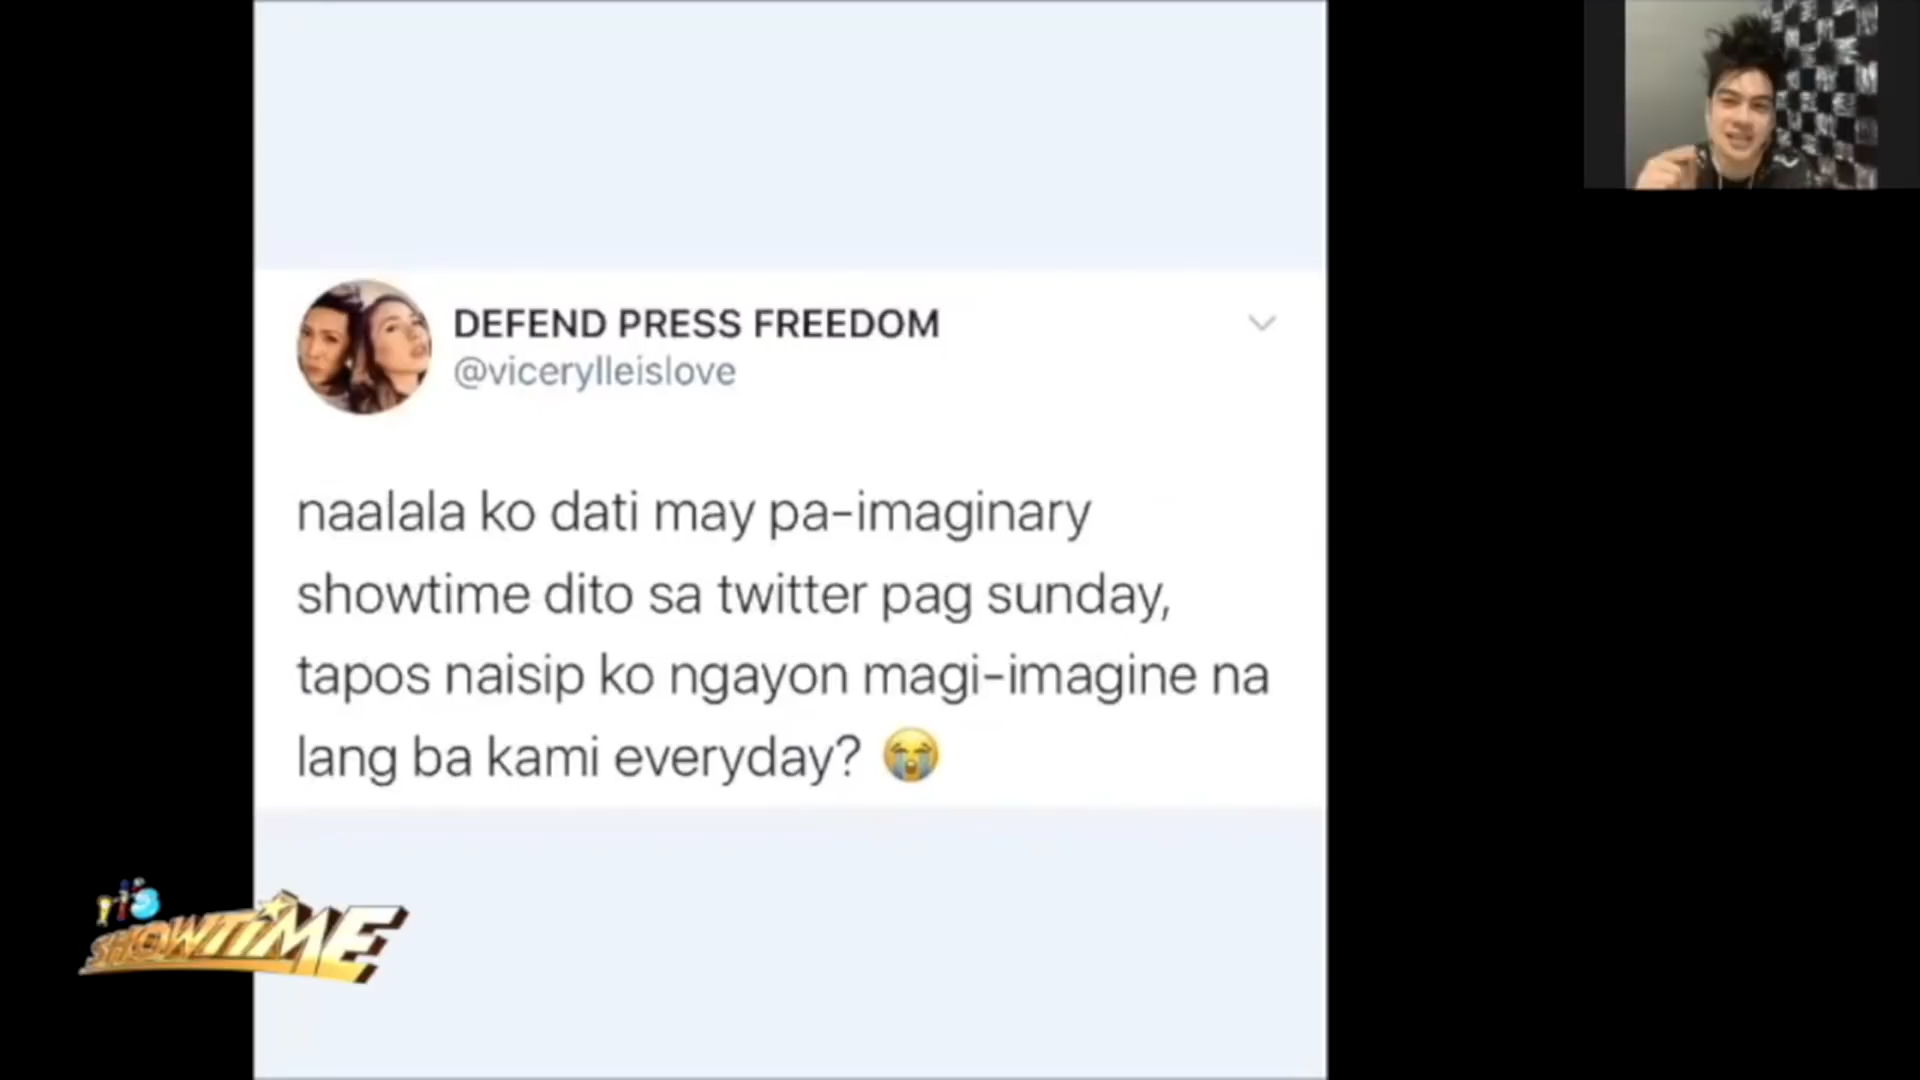 DEFEND PRESS FREEDOM
@vicerylleislove
naalala ko dati may pa-imaginary
showtime dito sa twitter pag sunday,
tapos naisip ko ngayon magi-imagine na
lang ba kami everyday? 😭
it's
SHOWTIME